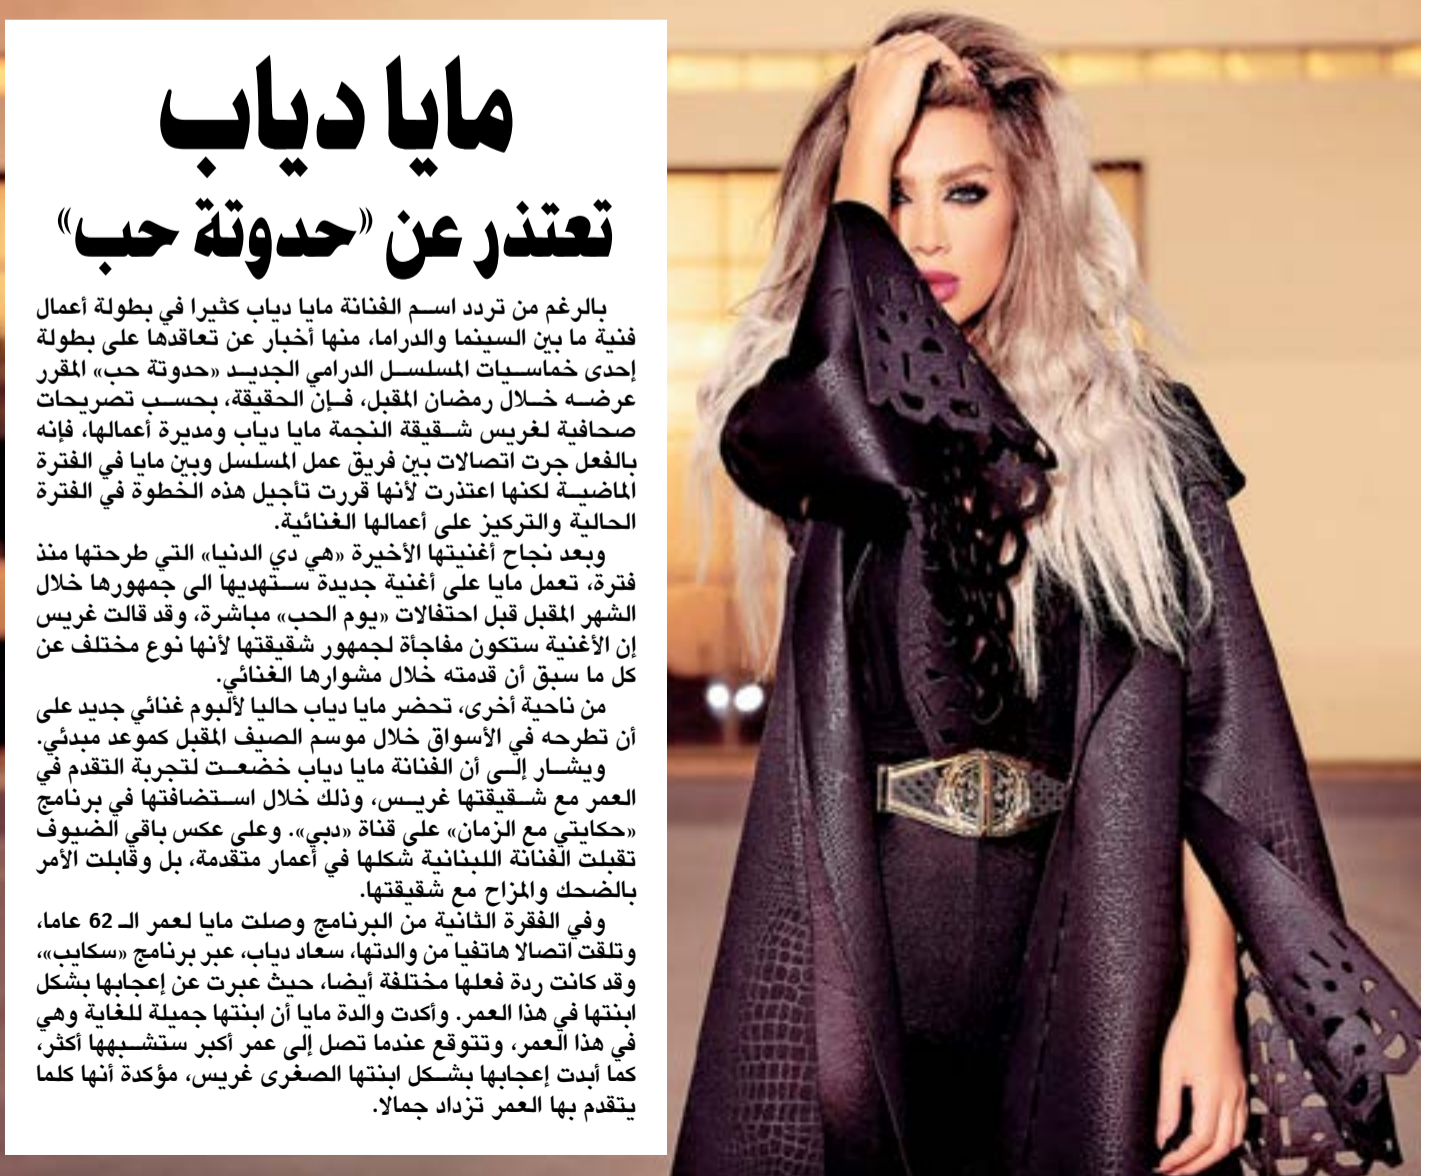 مايا دياب
تعتذر عن «حدوتة حب»
بالرغم من تردد اسم الفنانة مايا دياب كثيرا في بطولة أعمال
فنية ما بين السينما والدراما، منها أخبار عن تعاقدها على بطولة
إحدى خماسيات المسلسل الدرامي الجديد «حدوتة حب» المقرر
عرضه خلال رمضان المقبل، فإن الحقيقة، بحسب تصريحات
صحافية لغريس شقيقة النجمة مايا دياب ومديرة أعمالها، فإنه
بالفعل جرت اتصالات بين فريق عمل المسلسل وبين مايا في الفترة
الماضية لكنها اعتذرت لأنها قررت تأجيل هذه الخطوة في الفترة
الحالية والتركيز على أعمالها الغنائية.
وبعد نجاح أغنيتها الأخيرة «هي دي الدنيا» التي طرحتها منذ
فترة، تعمل مايا على أغنية جديدة ستهديها الى جمهورها خلال
الشهر المقبل قبل احتفالات «يوم الحب» مباشرة، وقد قالت غريس
إن الأغنية ستكون مفاجأة لجمهور شقيقتها لأنها نوع مختلف عن
كل ما سبق أن قدمته خلال مشوارها الغنائي.
من ناحية أخرى، تحضر مايا دياب حاليا لألبوم غنائي جديد على
أن تطرحه في الأسواق خلال موسم الصيف المقبل كموعد مبدئي.
ويشار إلى أن الفنانة مايا دياب خضعت لتجربة التقدم في
العمر مع شقيقتها غريس، وذلك خلال استضافتها في برنامج
«حكايتي مع الزمان» على قناة «دبي». وعلى عكس باقي الضيوف
تقبلت الفنانة اللبنانية شكلها في أعمار متقدمة، بل وقابلت الأمر
بالضحك والمزاح مع شقيقتها.
وفي الفقرة الثانية من البرنامج وصلت مايا لعمر الـ 62 عاما،
وتلقت اتصالا هاتفيا من والدتها، سعاد دياب، عبر برنامج «سكايب»،
وقد كانت ردة فعلها مختلفة أيضا، حيث عبرت عن إعجابها بشكل
ابنتها في هذا العمر. وأكدت والدة مايا أن ابنتها جميلة للغاية وهي
في هذا العمر، وتتوقع عندما تصل إلى عمر أكبر ستشبهها أكثر،
كما أبدت إعجابها بشكل ابنتها الصغرى غريس، مؤكدة أنها كلما
يتقدم بها العمر تزداد جمالا.